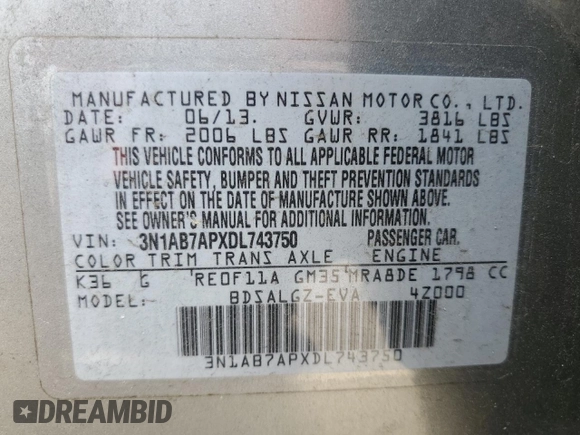 MANUFACTURED BY NISSAN MOTOR CO., LTD.
DATE: 06/13. GVWR: 3816 LBS
GAWR FR: 2006 LBS GAWR RR: 1841 LBS
THIS VEHICLE CONFORMS TO ALL APPLICABLE FEDERAL MOTOR
VEHICLE SAFETY, BUMPER AND THEFT PREVENTION STANDARDS
IN EFFECT ON THE DATE OF MANUFACTURE SHOWN ABOVE.
SEE OWNER'S MANUAL FOR ADDITIONAL INFORMATION.
VIN: 3N1AB7APXDL743750 PASSENGER CAR.
COLOR TRIM TRANS AXLE ENGINE
K36 G RE0F11A GM35 MRA8DE 1798 CC
MODEL: BDSALGZ-EVA 4Z000
3N1AB7APXDL743750
DREAMBID